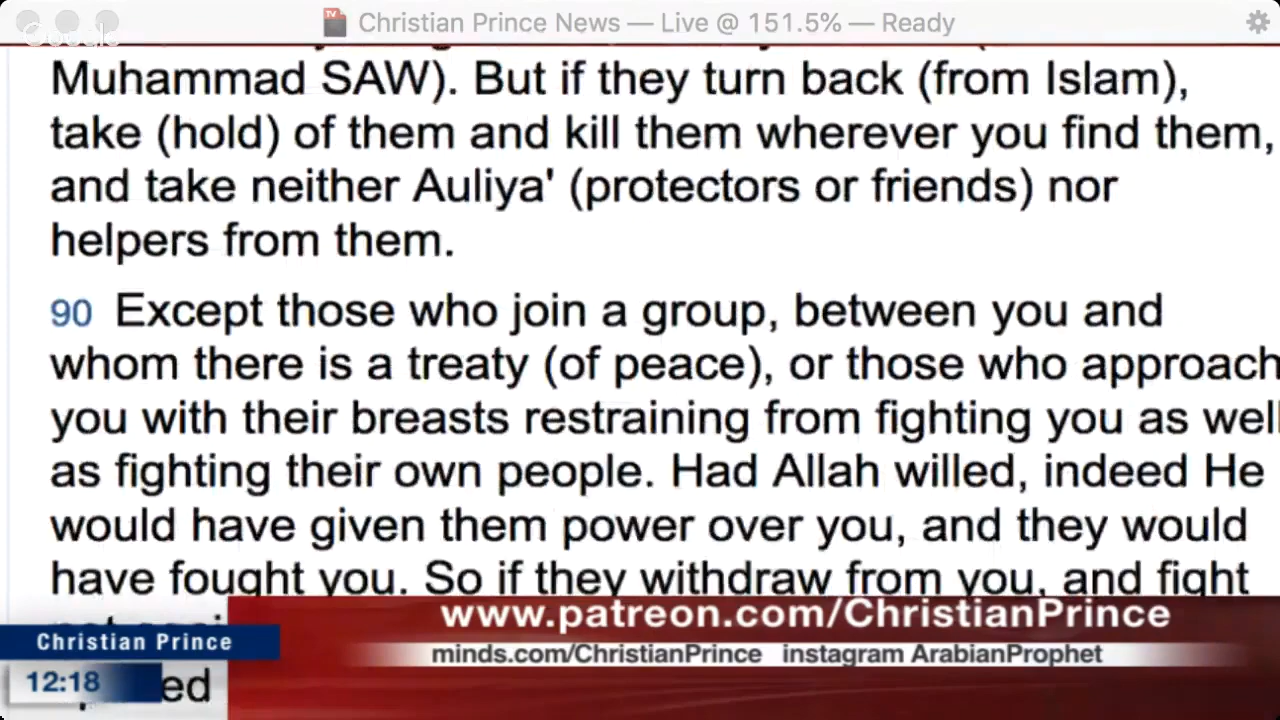 Christian Prince News — Live @ 151.5% — Ready
Google
Muhammad SAW). But if they turn back (from Islam),
take (hold) of them and kill them wherever you find them,
and take neither Auliya' (protectors or friends) nor
helpers from them.
90 Except those who join a group, between you and
whom there is a treaty (of peace), or those who approach
you with their breasts restraining from fighting you as well
as fighting their own people. Had Allah willed, indeed He
would have given them power over you, and they would
have fought you. So if they withdraw from you, and fight
www.patreon.com/ChristianPrince
Christian Prince
minds.com/ChristianPrince instagram ArabianProphet
12:18